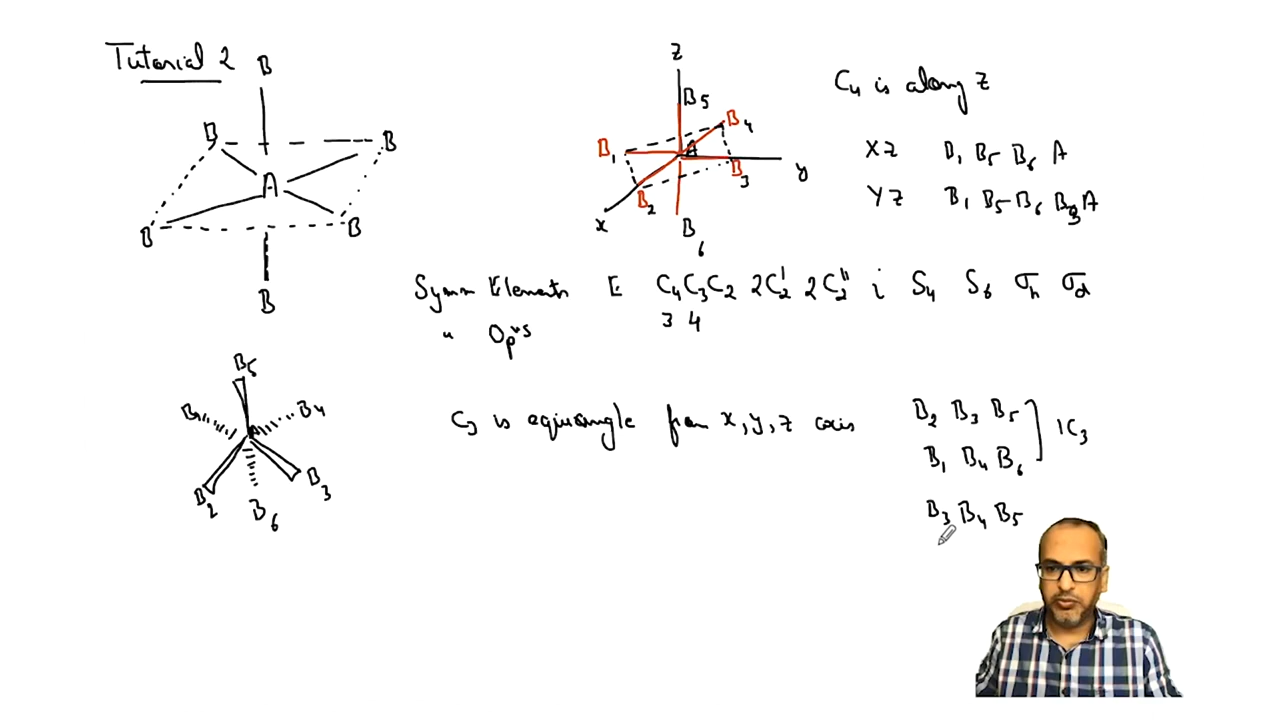 Tutorial 2
B
B
B
A
B
B
B
Z
B5
B4
B1
A
B3
y
B2
x
B6
C4 is along Z
XZ B1 B5 B6 A
YZ B1 B5 B6 B3 A
Symm Elements E C4 C3 C2 2C2' 2C2" i S4 S6 σh σd
" Opns 3 4
B5
B1 B4
A
B2 B3
B6
C3 is equiangle from x, y, z axis
B2 B3 B5
B1 B4 B6
1C3
B3 B4 B5